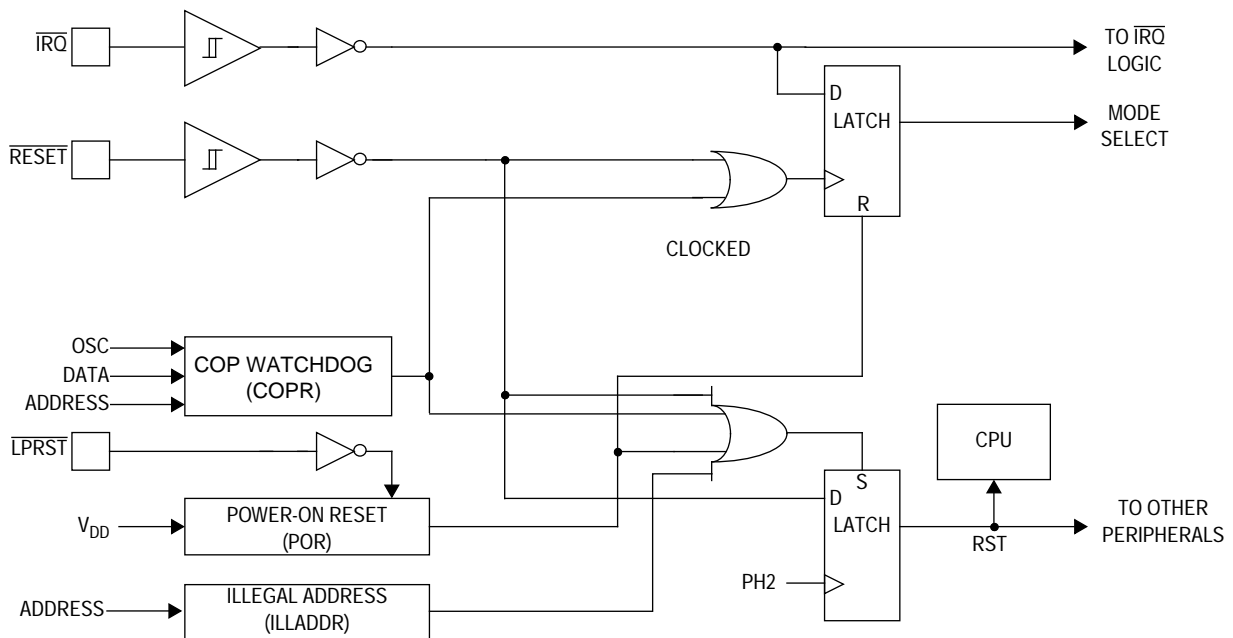 IRQ
TO IRQ
LOGIC
D
LATCH
MODE
SELECT
RESET
R
CLOCKED
OSC
DATA
ADDRESS
COP WATCHDOG
(COPR)
LPRST
CPU
S
D
LATCH
VDD
POWER-ON RESET
(POR)
RST
TO OTHER
PERIPHERALS
PH2
ADDRESS
ILLEGAL ADDRESS
(ILLADDR)